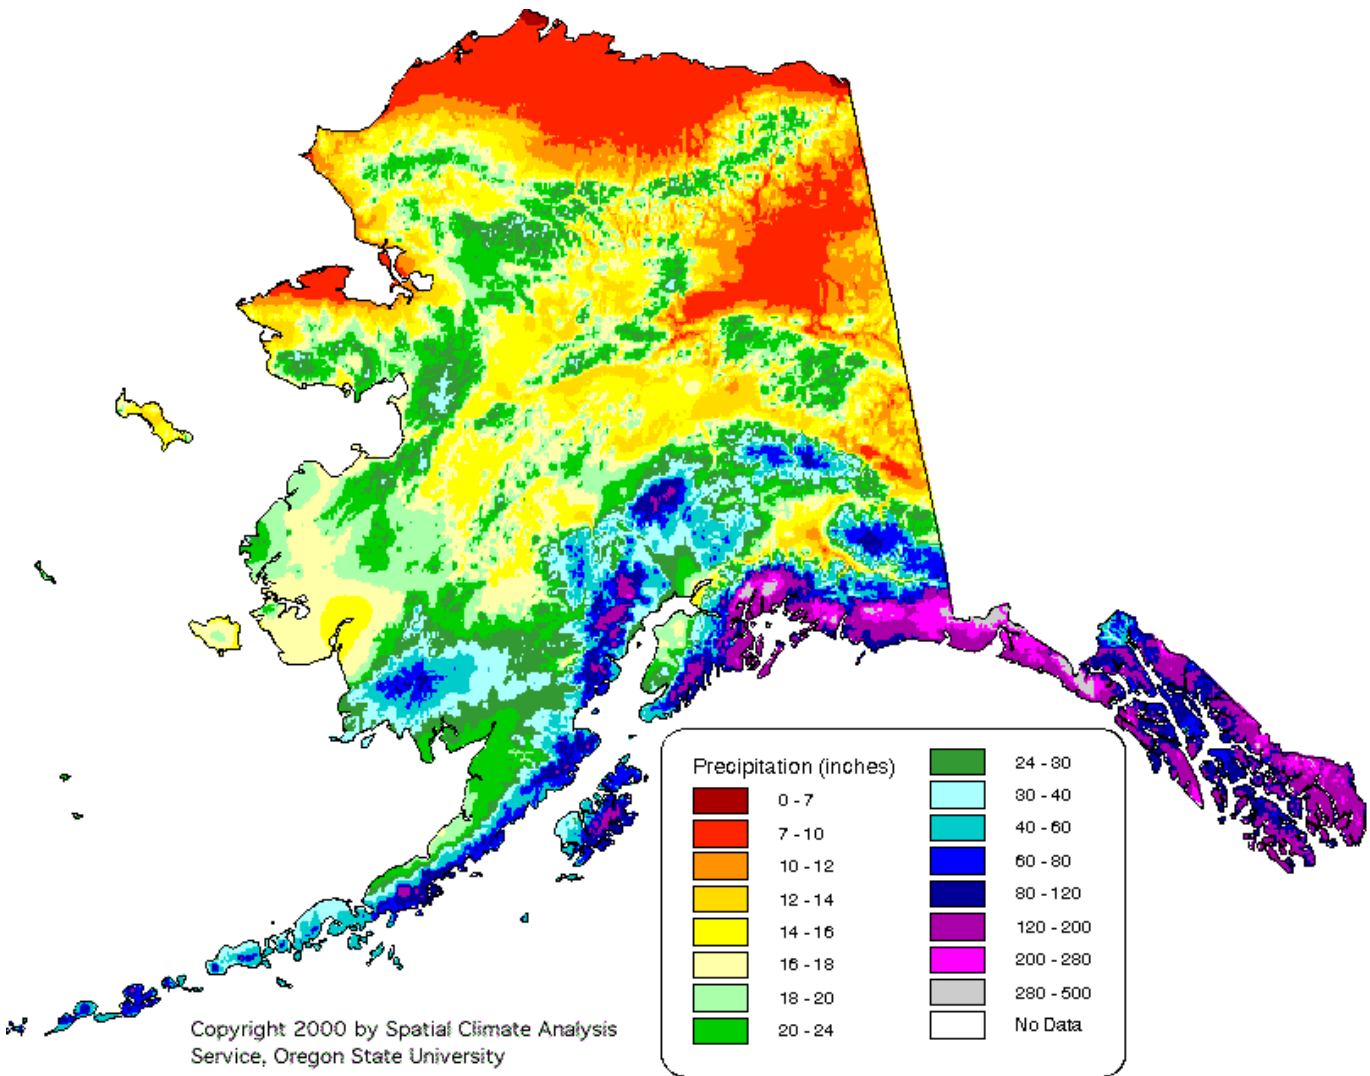 Precipitation (inches)
0 - 7
7 - 10
10 - 12
12 - 14
14 - 16
16 - 18
18 - 20
20 - 24
24 - 80
80 - 40
40 - 60
60 - 80
80 - 120
120 - 200
200 - 280
280 - 500
No Data
Copyright 2000 by Spatial Climate Analysis
Service, Oregon State University